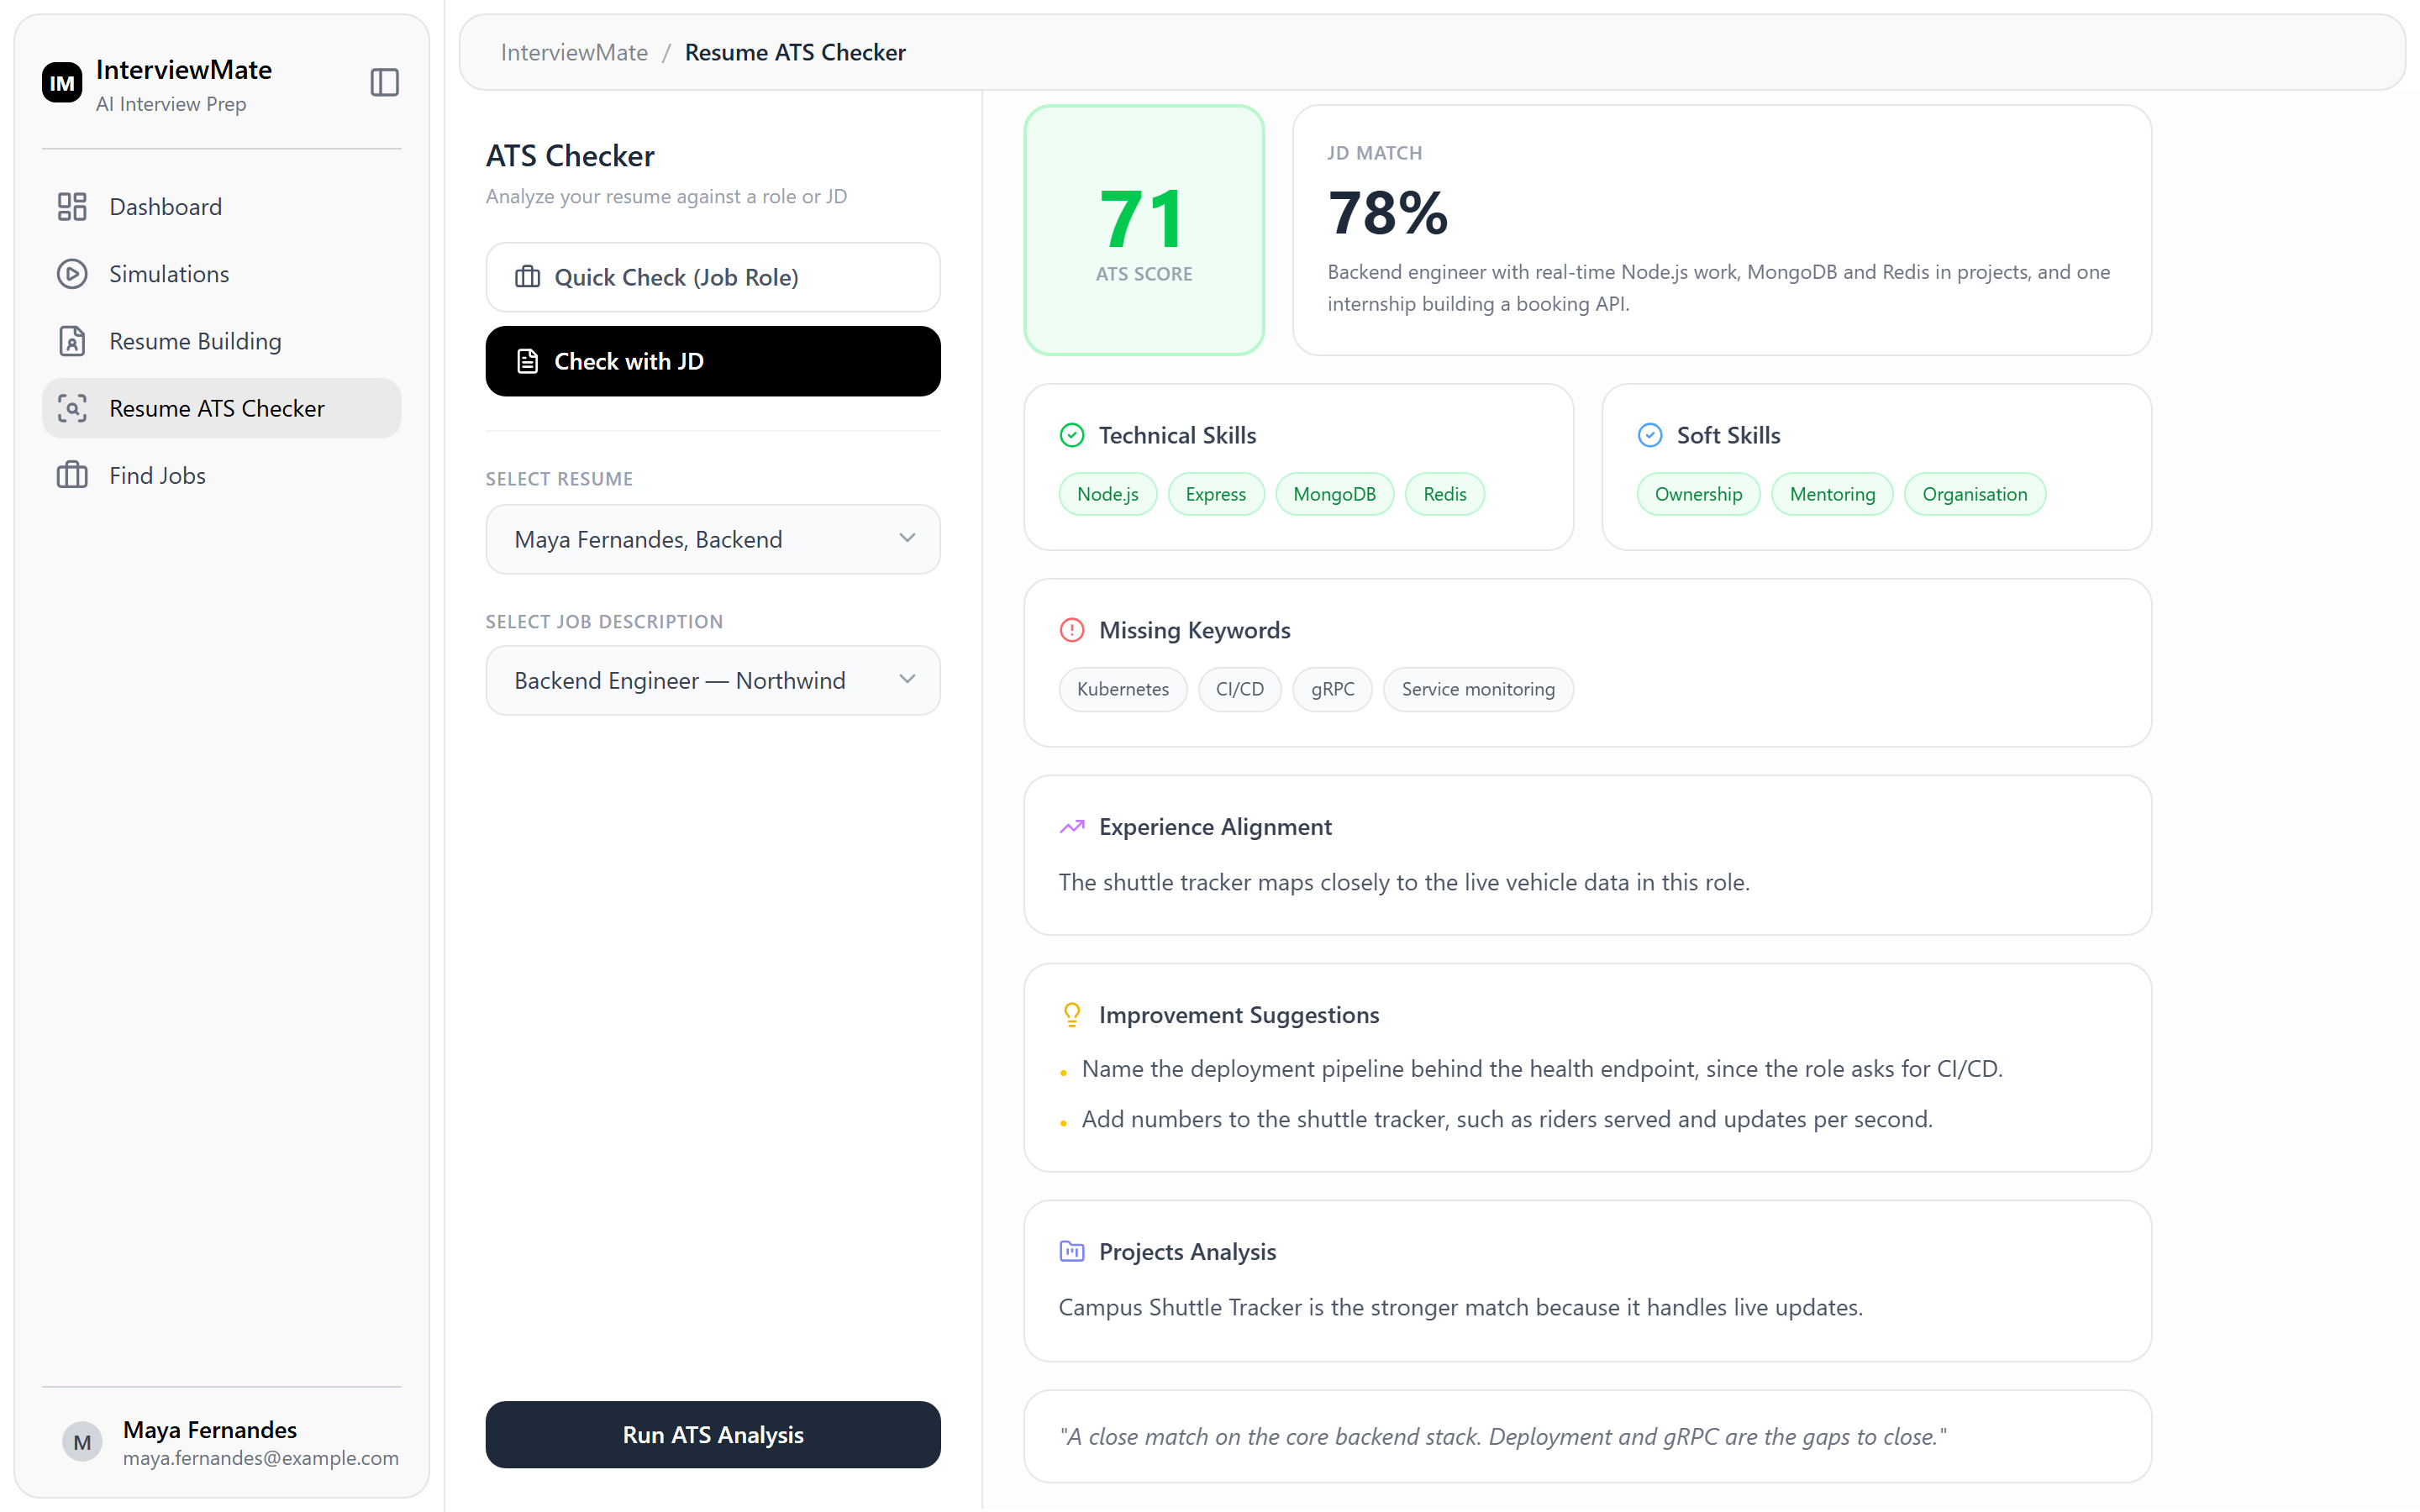 IM
InterviewMate
AI Interview Prep
Dashboard
Simulations
Resume Building
Resume ATS Checker
Find Jobs
M
Maya Fernandes
maya.fernandes@example.com
InterviewMate / Resume ATS Checker
ATS Checker
Analyze your resume against a role or JD
Quick Check (Job Role)
Check with JD
SELECT RESUME
Maya Fernandes, Backend
SELECT JOB DESCRIPTION
Backend Engineer — Northwind
Run ATS Analysis
71
ATS SCORE
JD MATCH
78%
Backend engineer with real-time Node.js work, MongoDB and Redis in projects, and one
internship building a booking API.
Technical Skills
Node.js Express MongoDB Redis
Soft Skills
Ownership Mentoring Organisation
Missing Keywords
Kubernetes CI/CD gRPC Service monitoring
Experience Alignment
The shuttle tracker maps closely to the live vehicle data in this role.
Improvement Suggestions
• Name the deployment pipeline behind the health endpoint, since the role asks for CI/CD.
• Add numbers to the shuttle tracker, such as riders served and updates per second.
Projects Analysis
Campus Shuttle Tracker is the stronger match because it handles live updates.
"A close match on the core backend stack. Deployment and gRPC are the gaps to close."